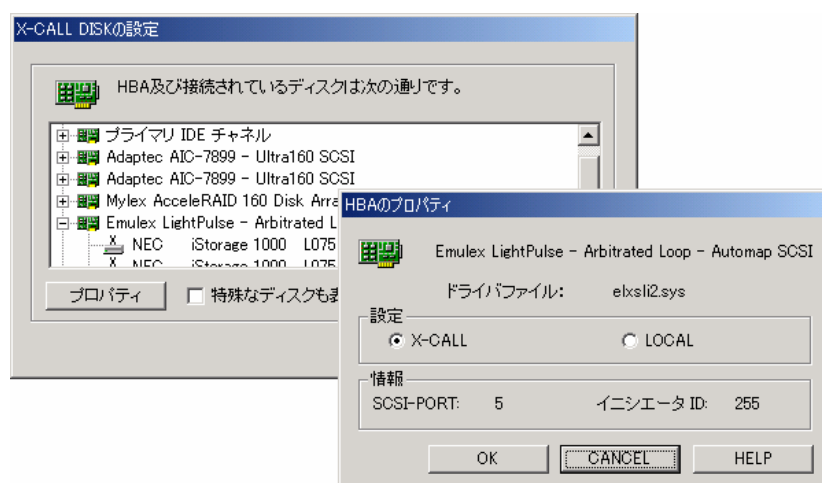 X-CALL DISKの設定
HBA及び接続されているディスクは次の通りです。
プライマリ IDE チャネル
Adaptec AIC-7899 - Ultra160 SCSI
Adaptec AIC-7899 - Ultra160 SCSI
Mylex AcceleRAID 160 Disk Arra
Emulex LightPulse - Arbitrated L
NEC iStorage 1000 L075
NEC iStorage 1000 L075
プロパティ
特殊なディスクも表
HBAのプロパティ
Emulex LightPulse - Arbitrated Loop - Automap SCSI
ドライバファイル: elxsli2.sys
設定
X-CALL
LOCAL
情報
SCSI-PORT: 5 イニシエータ ID: 255
OK
CANCEL
HELP